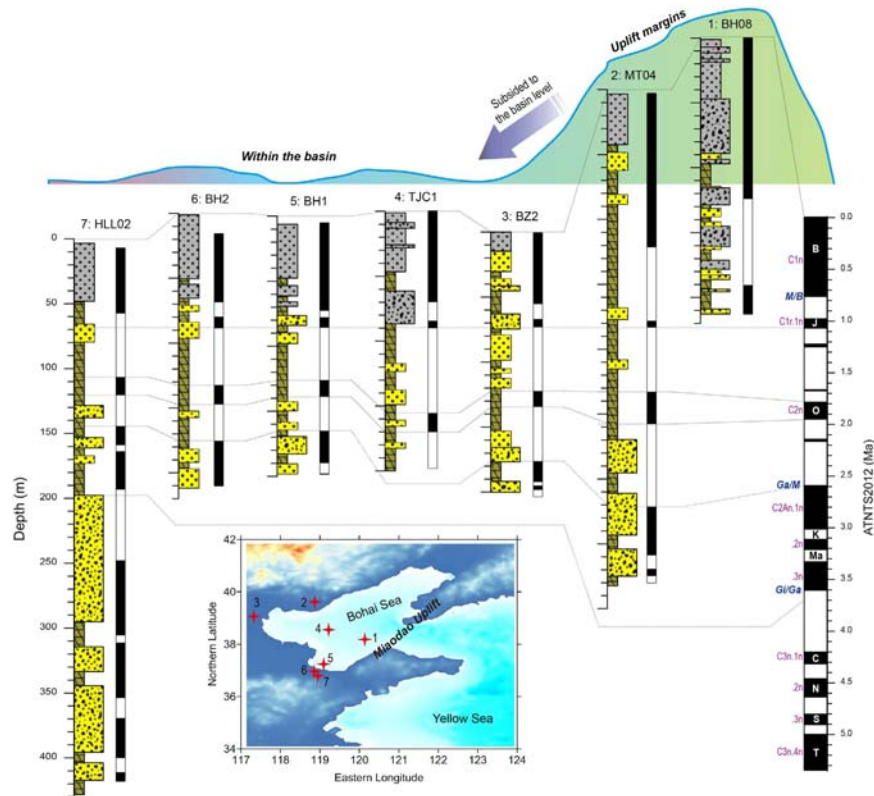 Uplift margins
1: BH08
2: MT04
Subsided to
the basin level
Within the basin
7: HLL02
6: BH2
5: BH1
4: TJC1
3: BZ2
Depth (m)
0
50
100
150
200
250
300
350
400
0.0
0.5
1.0
1.5
2.0
2.5
3.0
3.5
4.0
4.5
5.0
ATNTS2012 (Ma)
C1n
B
M/B
C1r.1n
J
C2n
O
Ga/M
C2An.1n
K
.2n
Ma
.3n
Gi/Ga
C3n.1n
C
.2n
N
.3n
S
C3n.4n
T
42
40
38
36
34
Northern Latitude
117
118
119
120
121
122
123
124
Eastern Longitude
Bohai Sea
Miaodao Uplift
Yellow Sea
1
2
3
4
5
6
7